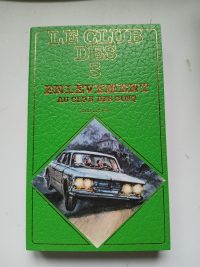 LE CLUB
DES
5
ENLEVEMENT
AU CLUB DES CINQ